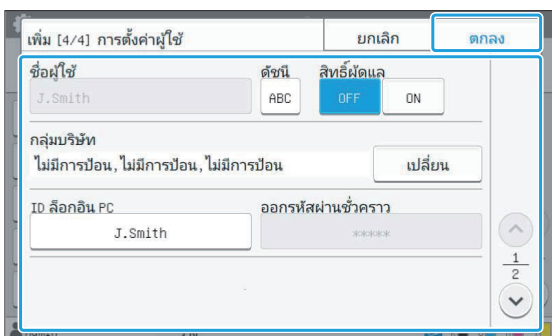 เพิ่ม [4/4] การตั้งค่าผู้ใช้ ยกเลิก ตกลง
ชื่อผู้ใช้ ดัชนี สิทธิ์ผู้ดูแล
J.Smith ABC OFF ON
กลุ่มบริษัท
ไม่มีการป้อน,ไม่มีการป้อน,ไม่มีการป้อน เปลี่ยน
ID ล็อกอิน PC ออกรหัสผ่านชั่วคราว
J.Smith *****
1
2